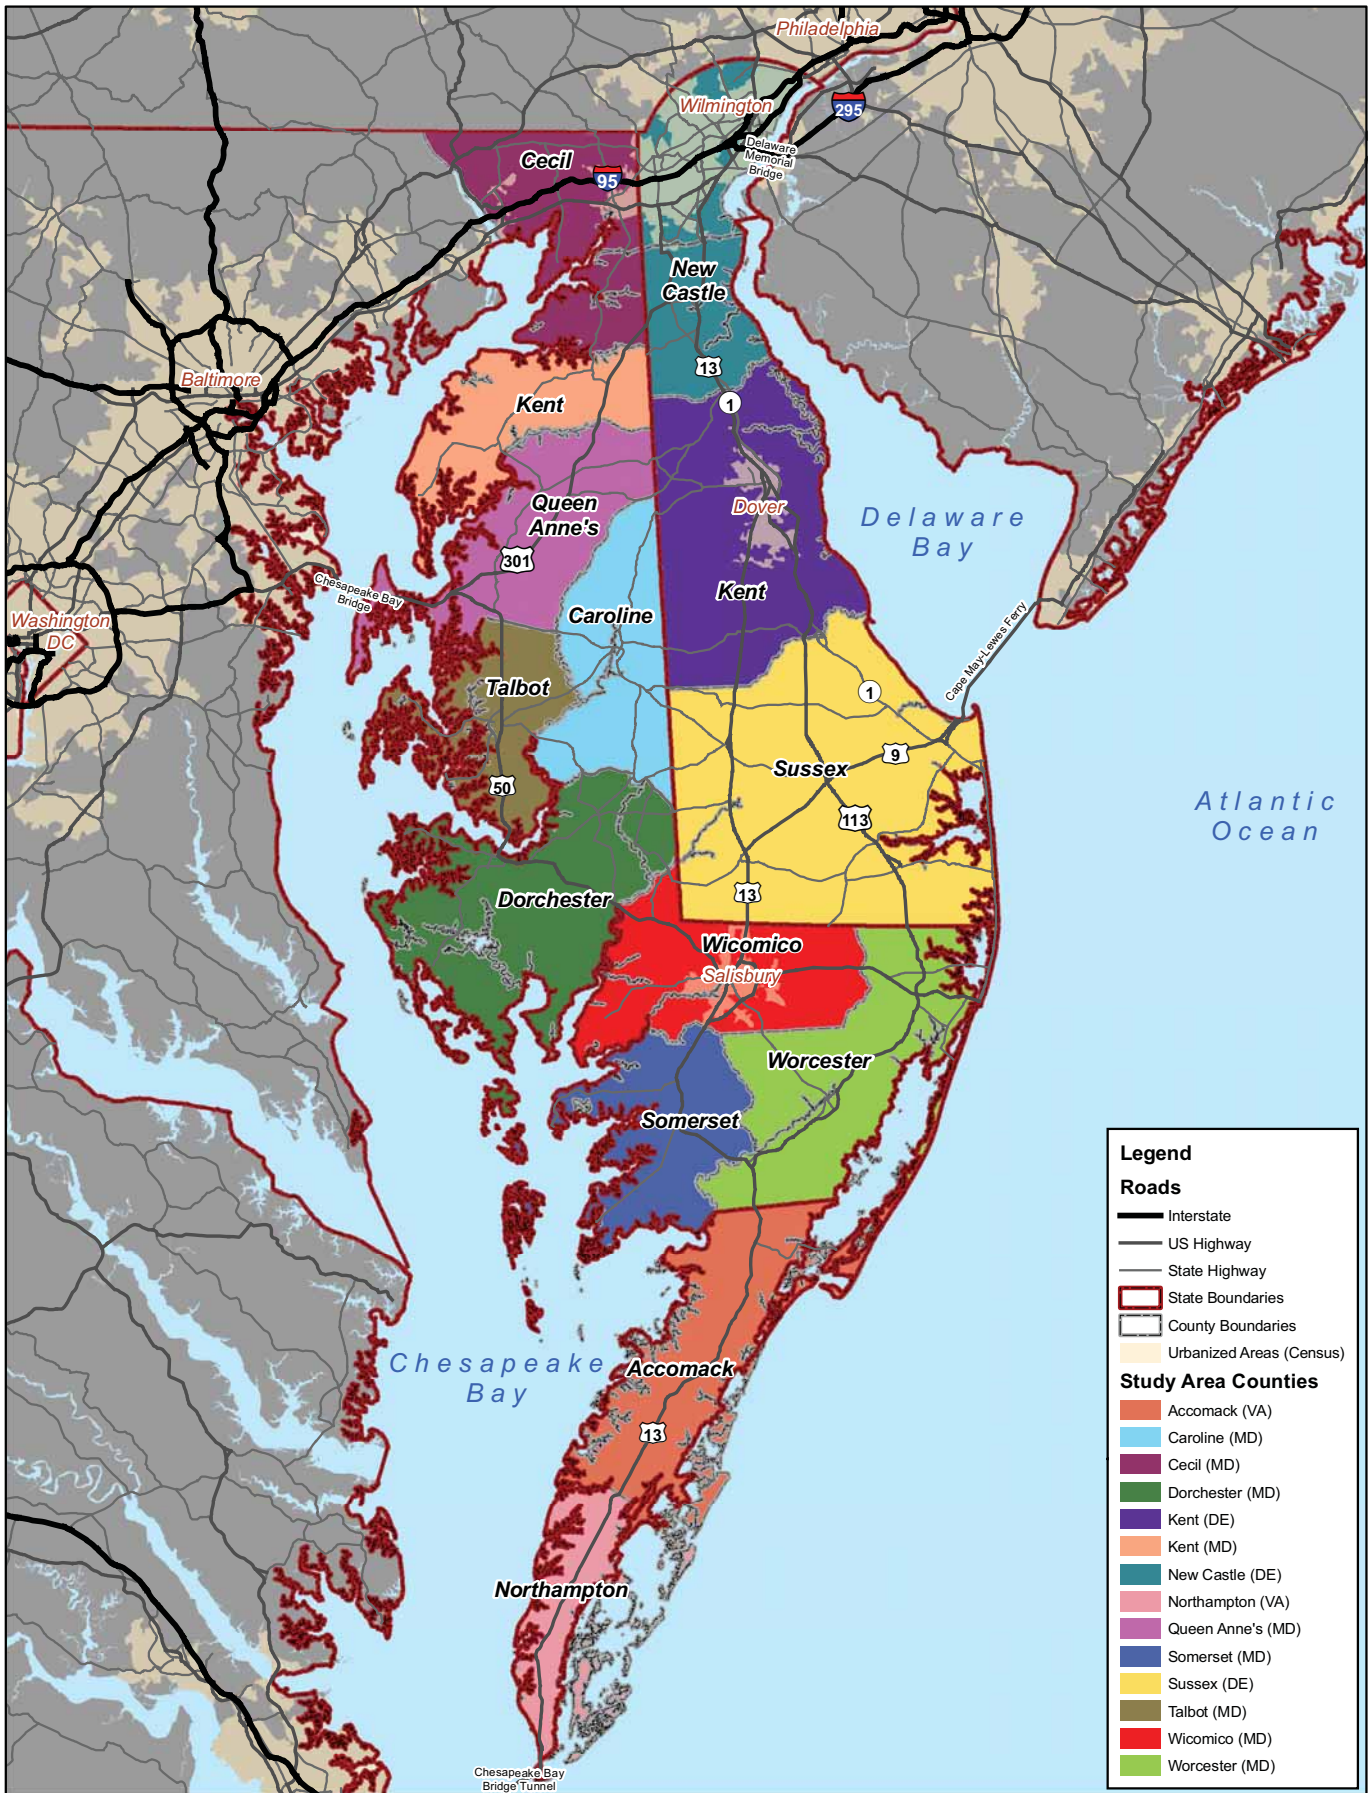 Philadelphia
Wilmington
295
Delaware
Memorial
Bridge
Cecil
95
New
Castle
13
Baltimore
Kent
1
Queen
Anne's
Dover
Delaware
Bay
301
Chesapeake Bay
Bridge
Kent
Caroline
Washington
DC
Cape May-Lewes Ferry
Talbot
1
9
Sussex
50
113
Atlantic
Ocean
13
Dorchester
Wicomico
Salisbury
Worcester
Somerset
Chesapeake
Bay
Accomack
13
Northampton
Chesapeake Bay
Bridge Tunnel
Legend
Roads
Interstate
US Highway
State Highway
State Boundaries
County Boundaries
Urbanized Areas (Census)
Study Area Counties
Accomack (VA)
Caroline (MD)
Cecil (MD)
Dorchester (MD)
Kent (DE)
Kent (MD)
New Castle (DE)
Northampton (VA)
Queen Anne's (MD)
Somerset (MD)
Sussex (DE)
Talbot (MD)
Wicomico (MD)
Worcester (MD)